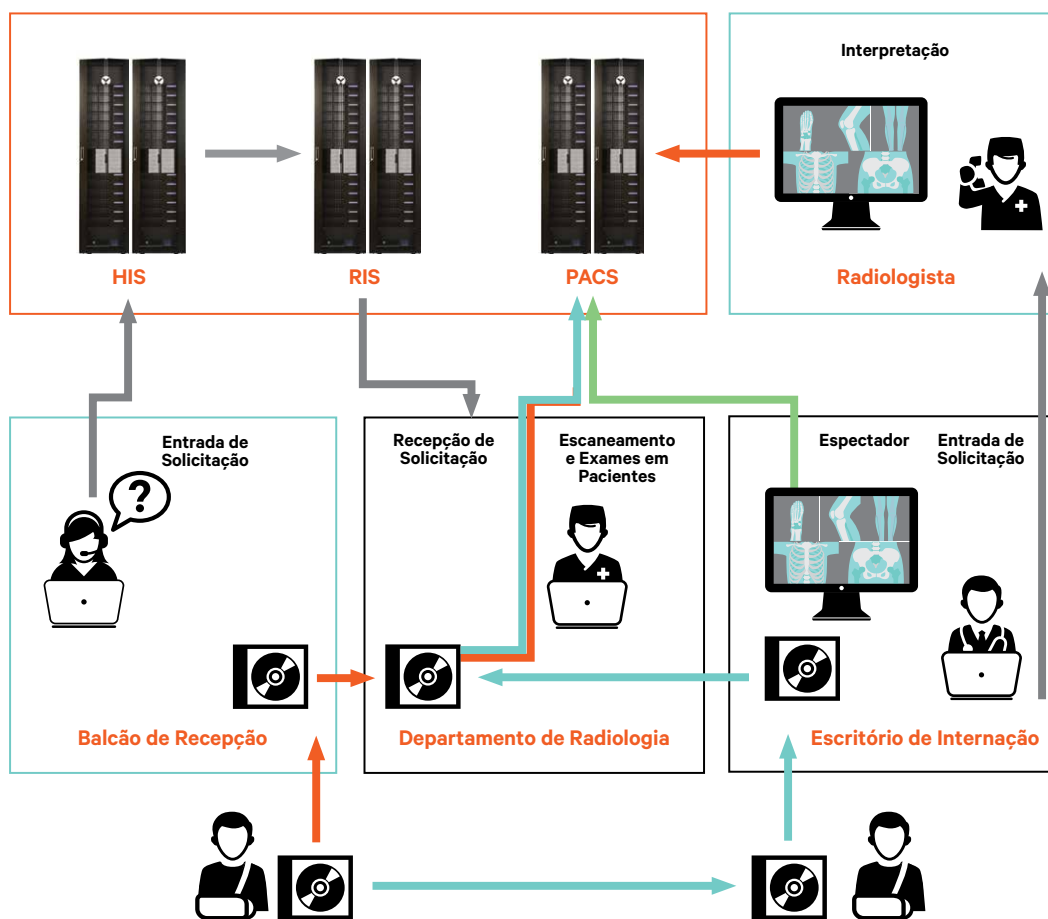 Interpretação
HIS
RIS
PACS
Radiologista
Entrada de
Solicitação
?
Balcão de Recepção
Recepção de
Solicitação
Escaneamento
e Exames em
Pacientes
Departamento de Radiologia
Espectador
Entrada de
Solicitação
Escritório de Internação